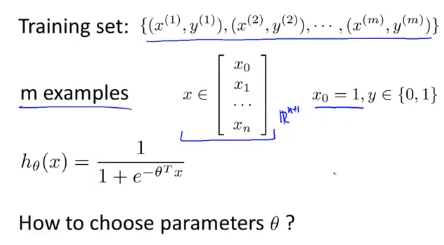 Training set: {(x^(1), y^(1)), (x^(2), y^(2)), ⋯, (x^(m), y^(m))}
m examples x ∈ [x_0 x_1 ⋯ x_n] ℝ^{n+1} x_0 = 1, y ∈ {0, 1}
h_θ(x) = 1 / (1 + e^{−θ^T x})
How to choose parameters θ ?